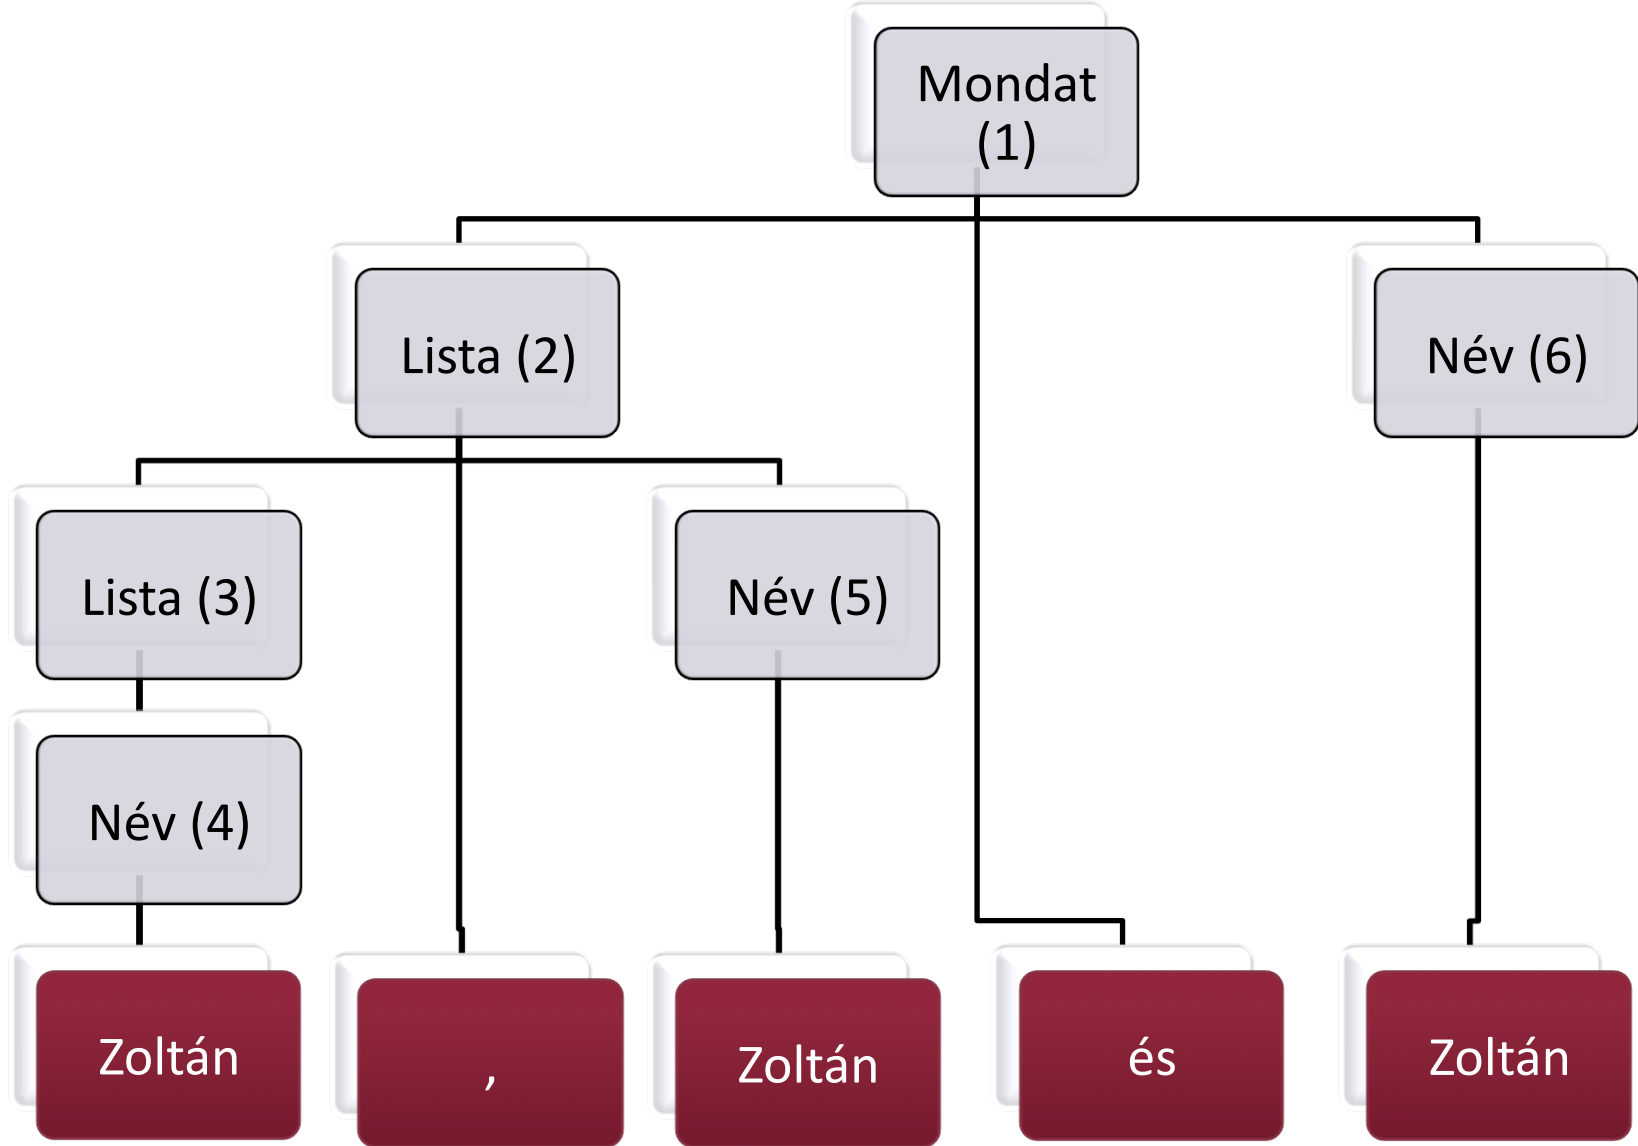 Mondat
(1)
Lista (2)
Név (6)
Lista (3)
Név (5)
Név (4)
Zoltán
,
Zoltán
és
Zoltán